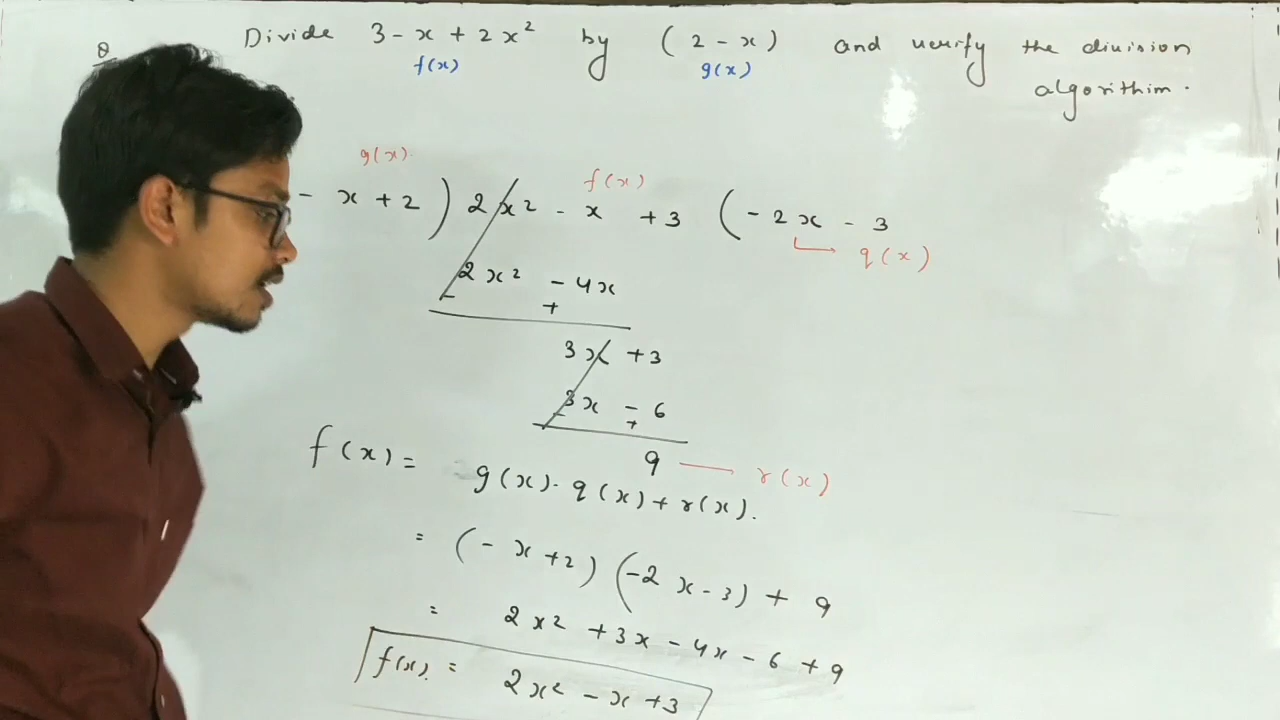 Q Divide 3 - x + 2x² by (2 - x) and verify the division
f(x) g(x) algorithim.
g(x). f(x)
- x + 2 ) 2x² - x + 3 ( - 2x - 3
q(x)
2x² - 4x
- +
3x + 3
3x - 6
- +
9 r(x)
f(x) = g(x). q(x) + r(x).
= (- x + 2) (-2x - 3) + 9
= 2x² + 3x - 4x - 6 + 9
f(x). = 2x² - x + 3